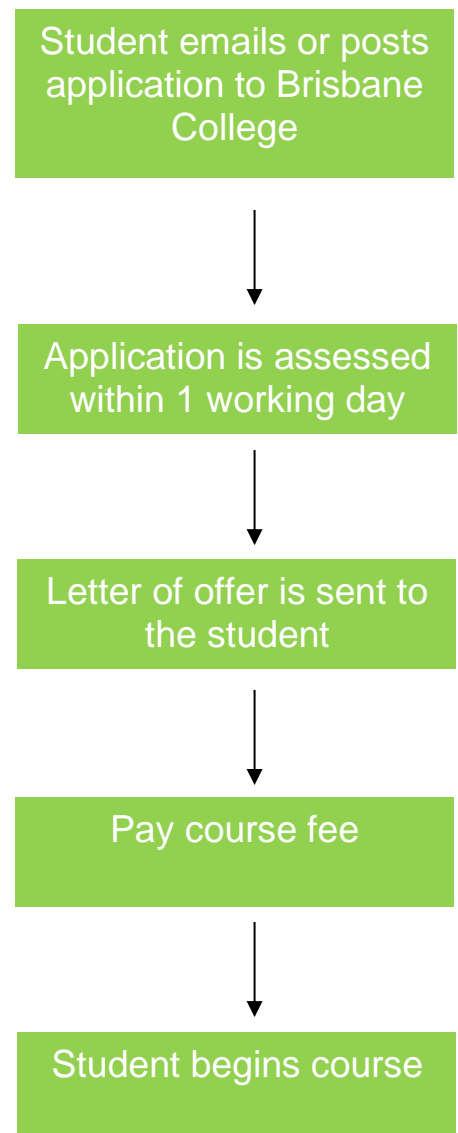 Student emails or posts
application to Brisbane
College
Application is assessed
within 1 working day
Letter of offer is sent to
the student
Pay course fee
Student begins course